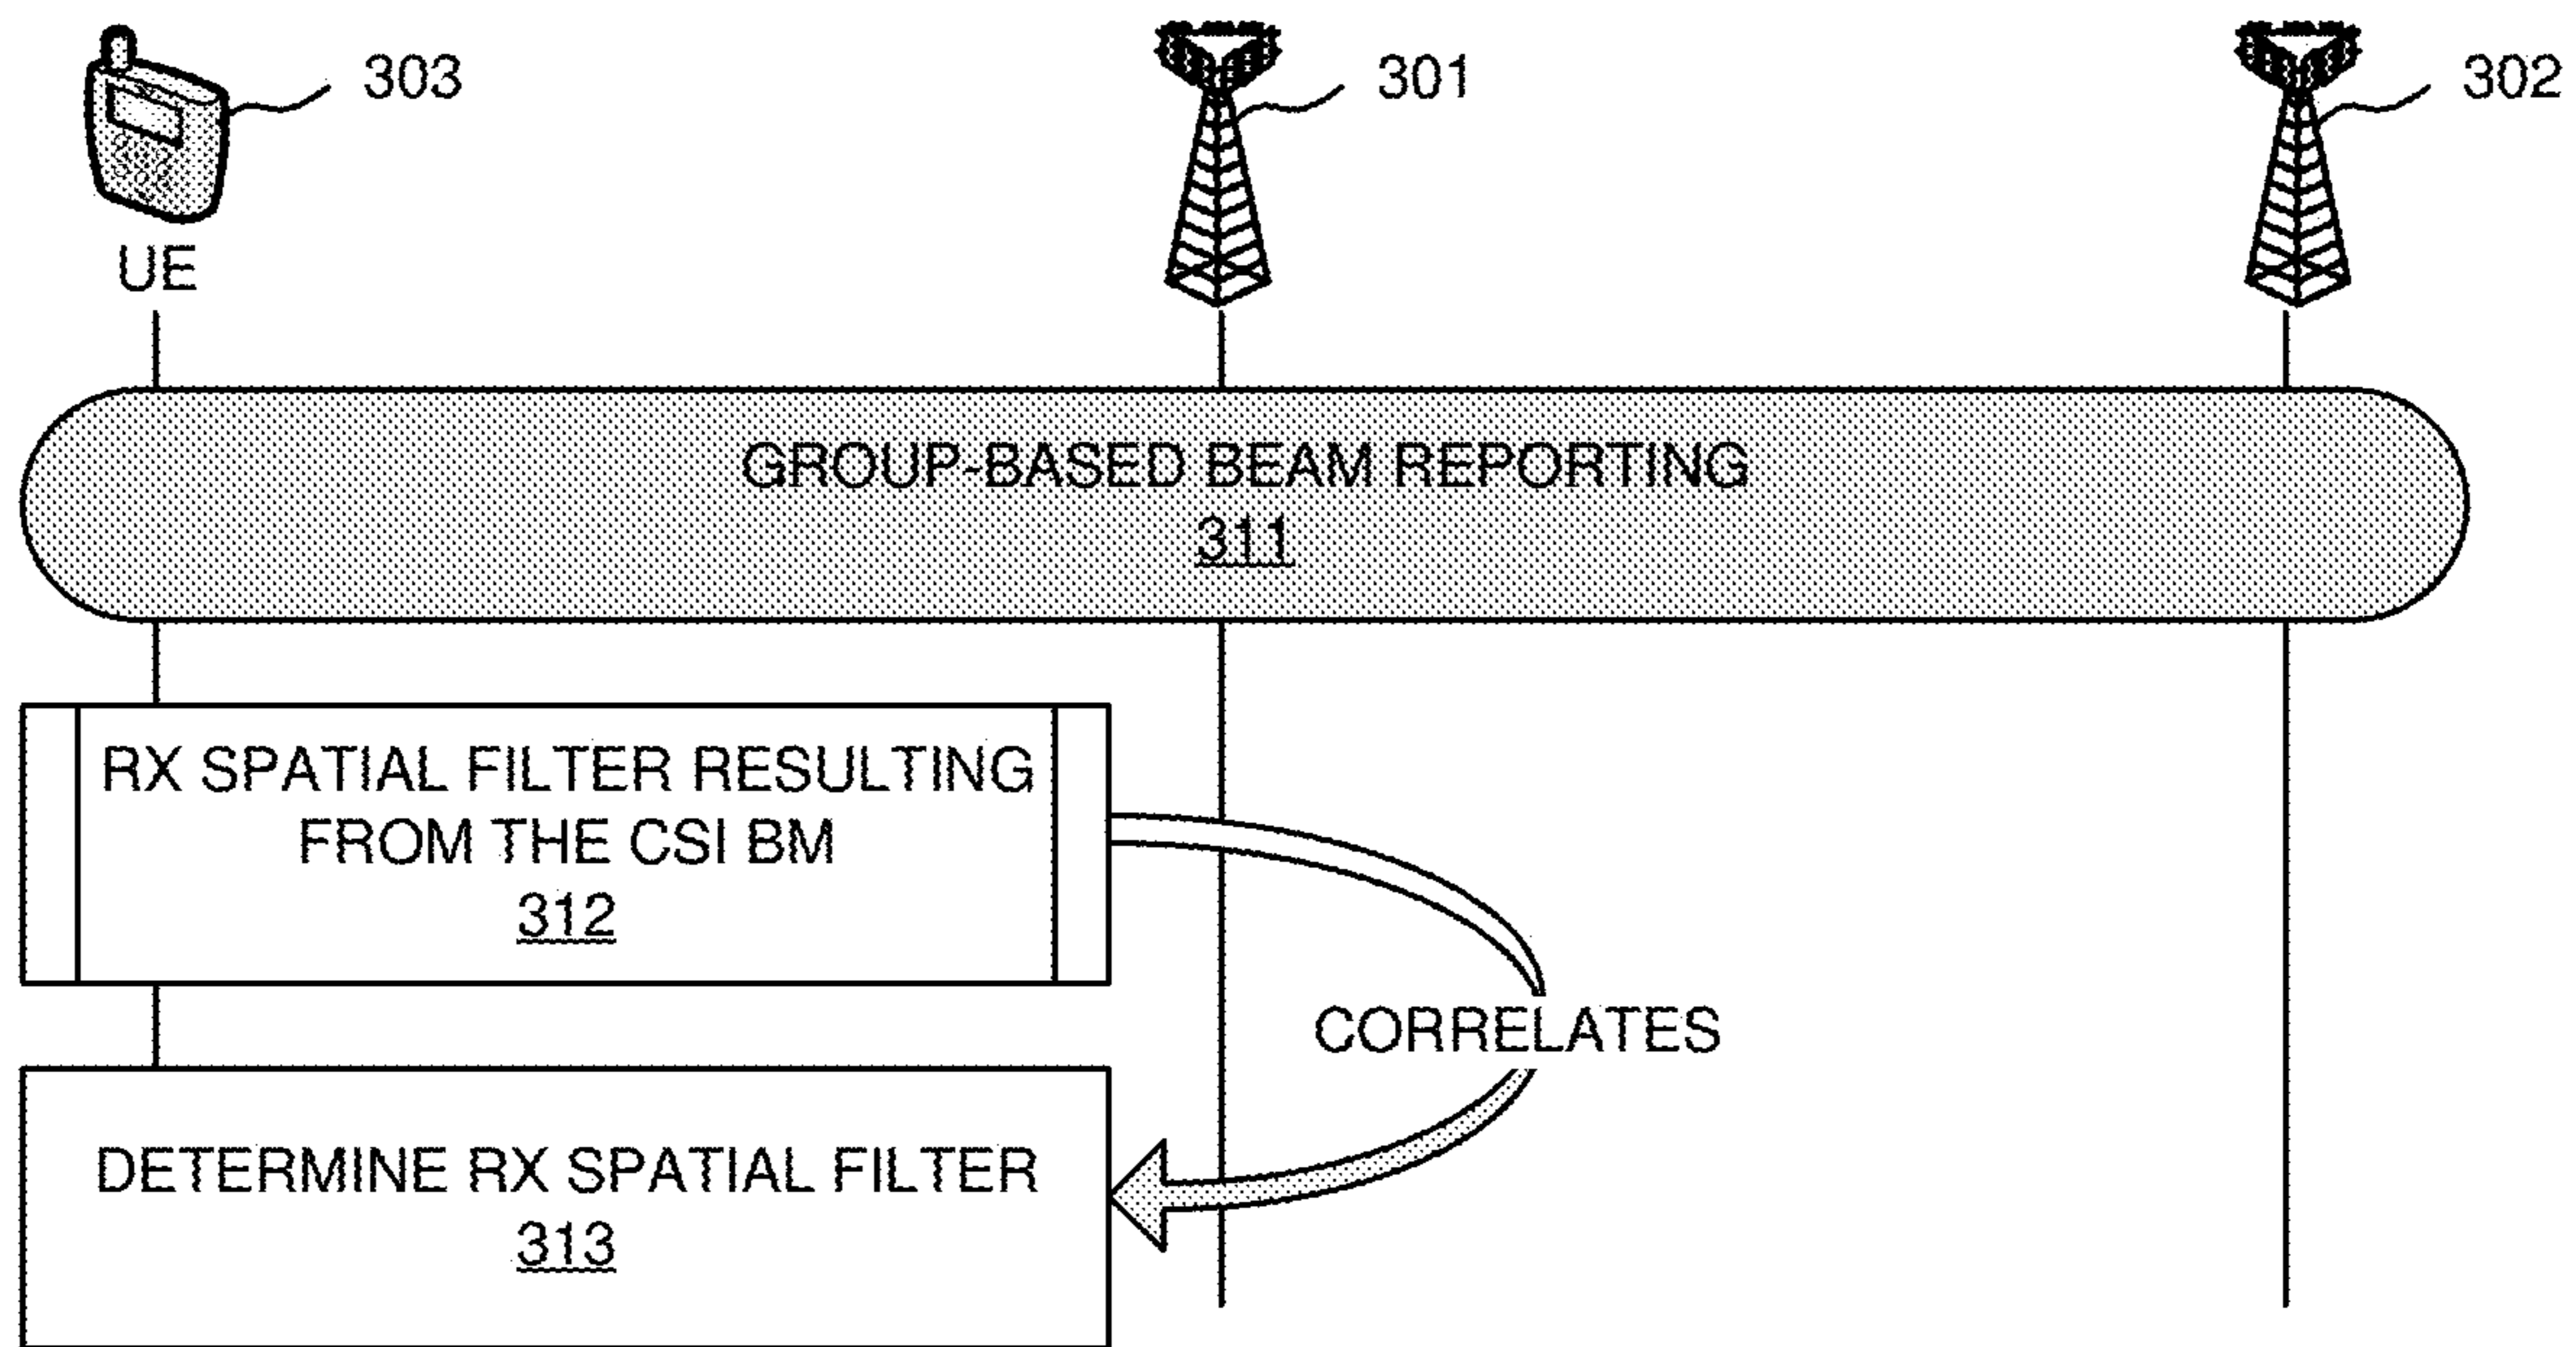 303
301
302
UE
GROUP-BASED BEAM REPORTING
311
RX SPATIAL FILTER RESULTING
FROM THE CSI BM
312
CORRELATES
DETERMINE RX SPATIAL FILTER
313